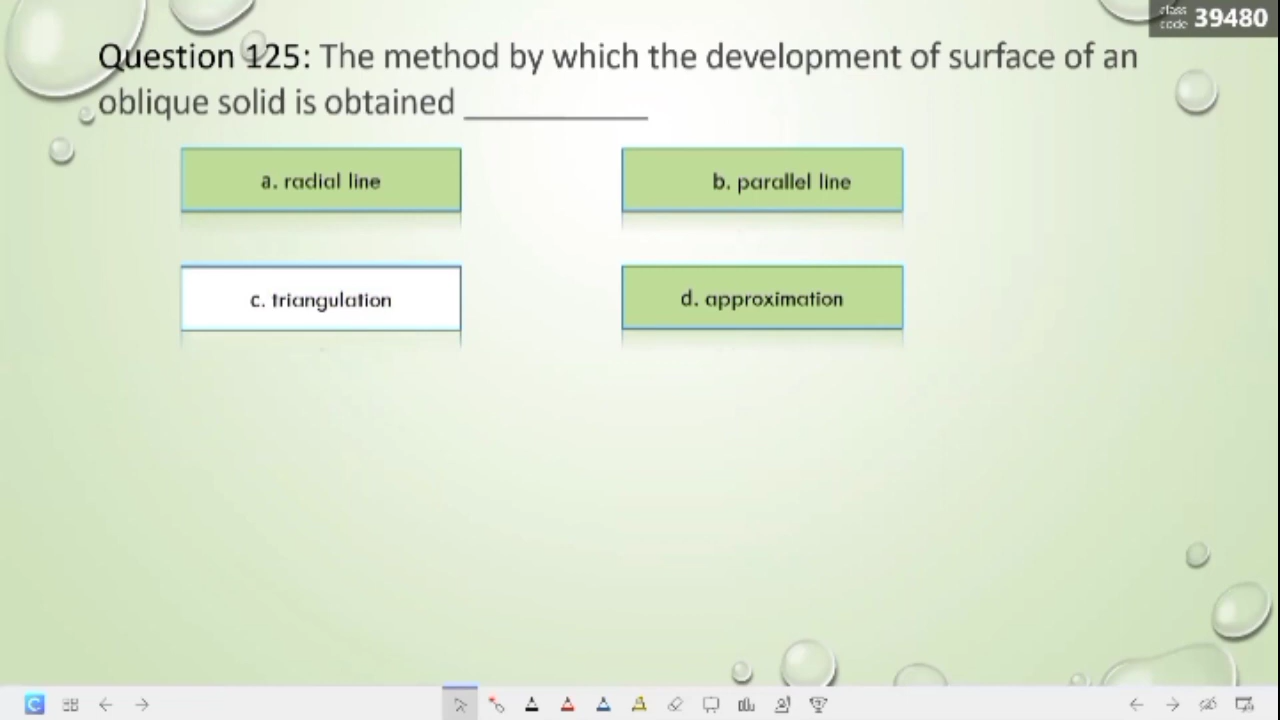 class code 39480
Question 125: The method by which the development of surface of an
oblique solid is obtained ____________
a. radial line
b. parallel line
c. triangulation
d. approximation